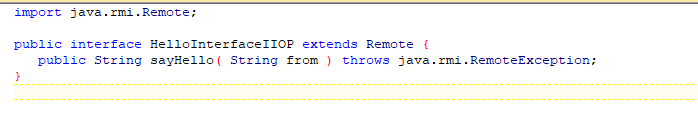 import java.rmi.Remote;
public interface HelloInterfaceIIOP extends Remote {
public String sayHello( String from ) throws java.rmi.RemoteException;
}